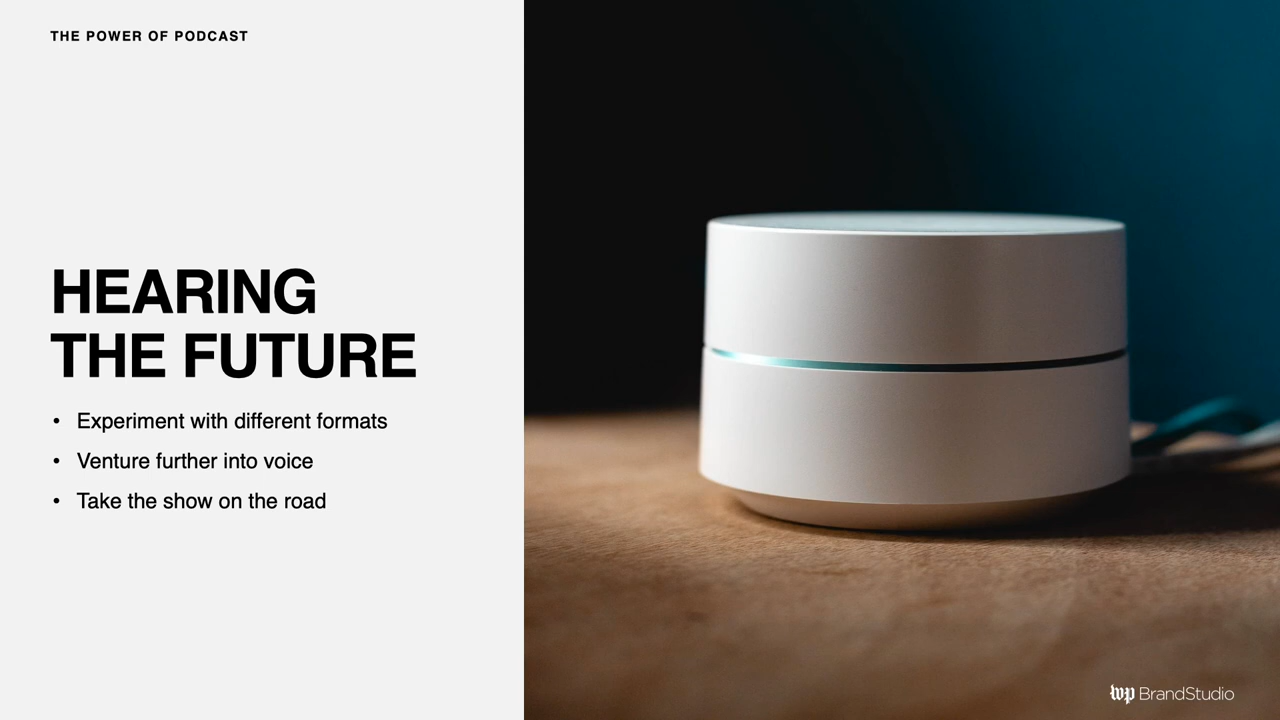 THE POWER OF PODCAST
HEARING
THE FUTURE
• Experiment with different formats
• Venture further into voice
• Take the show on the road
wp BrandStudio